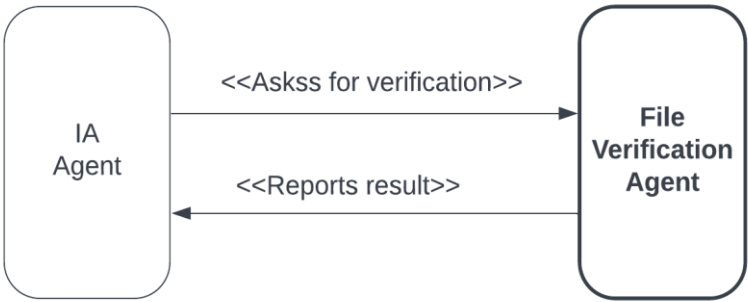 <<Askss for verification>>
IA
Agent
File
Verification
Agent
<<Reports result>>